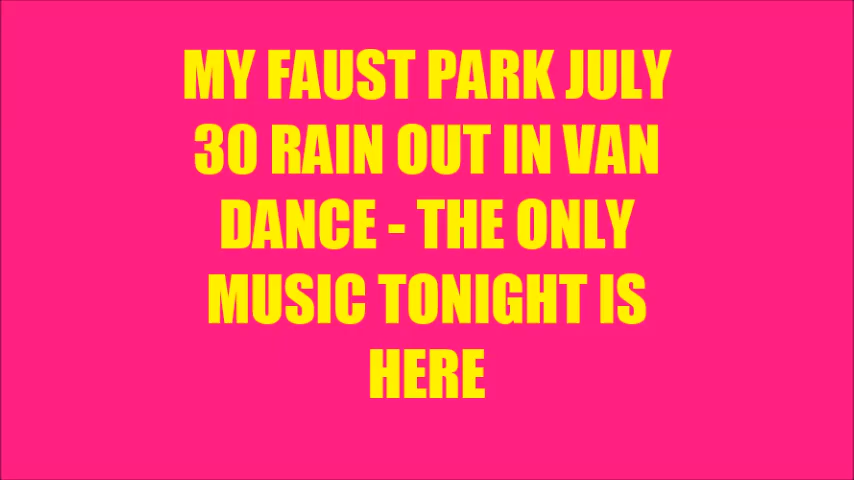 MY FAUST PARK JULY
30 RAIN OUT IN VAN
DANCE - THE ONLY
MUSIC TONIGHT IS
HERE